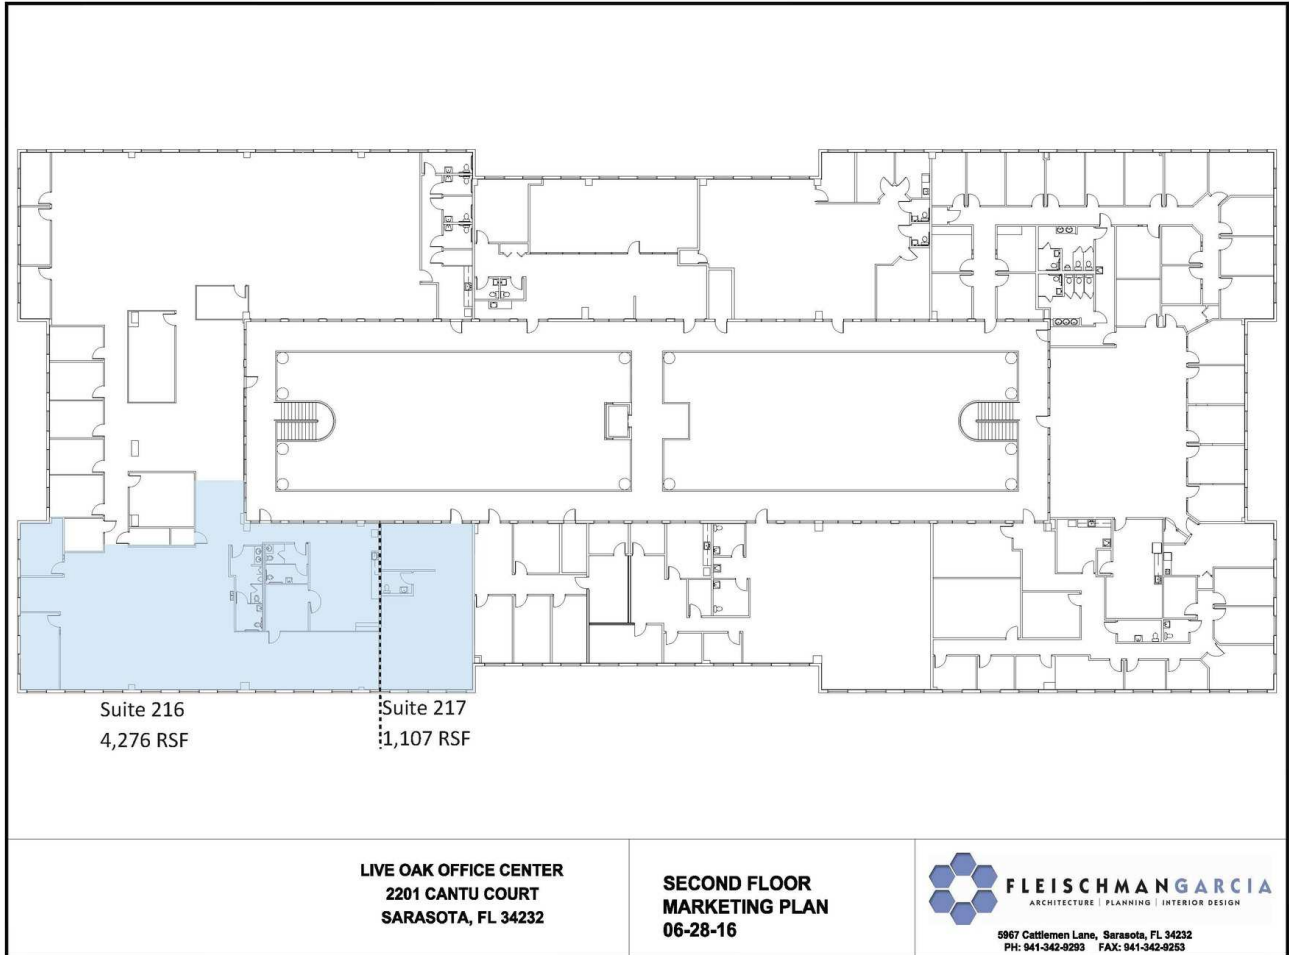 Suite 216
4,276 RSF
Suite 217
1,107 RSF
LIVE OAK OFFICE CENTER
2201 CANTU COURT
SARASOTA, FL 34232
SECOND FLOOR
MARKETING PLAN
06-28-16
FLEISCHMANGARCIA
ARCHITECTURE | PLANNING | INTERIOR DESIGN
5967 Cattlemen Lane, Sarasota, FL 34232
PH: 941-342-9293 FAX: 941-342-9253